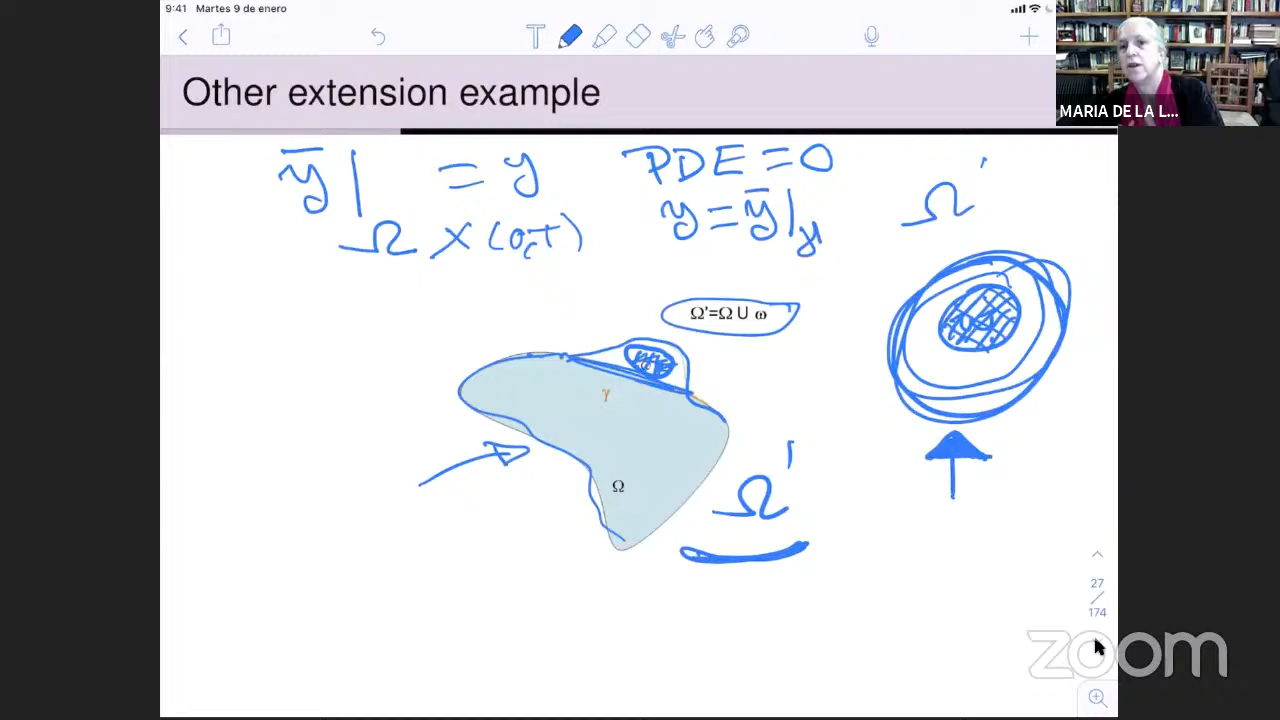 9:41 Martes 9 de enero
Other extension example
MARIA DE LA L...
ȳ|Ω×(0,T) = y
PDE = 0
y = ȳ|γ
Ω'
Ω'=Ω U ω
γ
Ω
Ω'
27
/
174
zoom